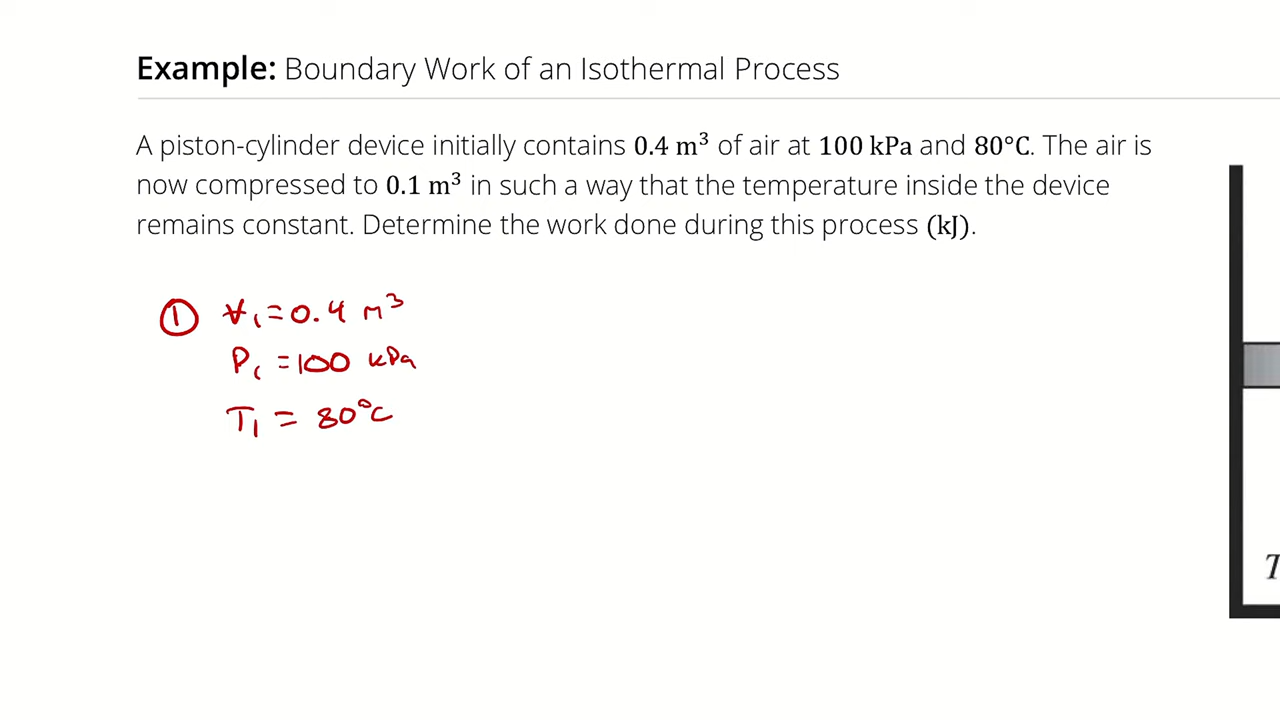 Example: Boundary Work of an Isothermal Process
A piston-cylinder device initially contains 0.4 m³ of air at 100 kPa and 80°C. The air is
now compressed to 0.1 m³ in such a way that the temperature inside the device
remains constant. Determine the work done during this process (kJ).
① V₁ = 0.4 m³
P₁ = 100 kPa
T₁ = 80°C
T